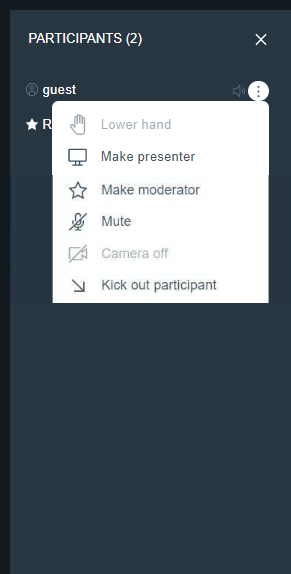 PARTICIPANTS (2)
guest
R
Lower hand
Make presenter
Make moderator
Mute
Camera off
Kick out participant